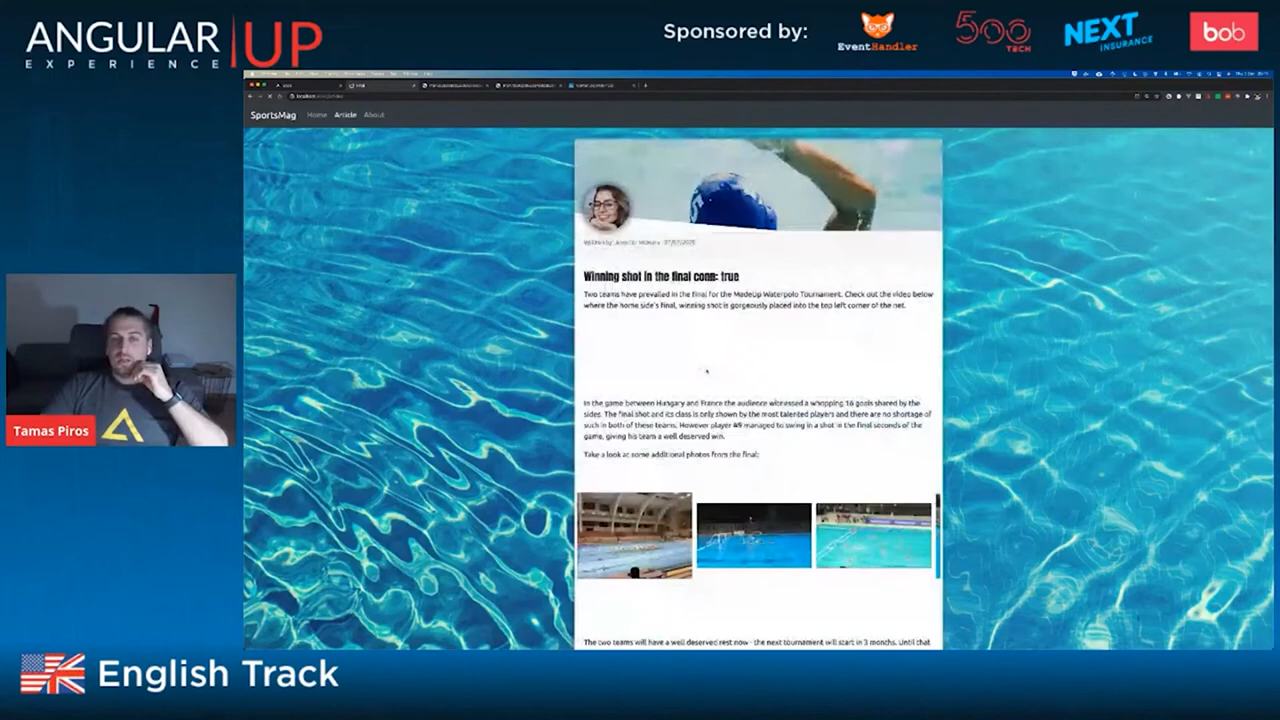 ANGULAR UP
EXPERIENCE
Sponsored by:
EventHandler
500
TECH
NEXT
INSURANCE
bob
SportsMag Home Article About
Winning shot in the final conn: true
Two teams have prevailed in the final for the MadeUp Waterpolo Tournament. Check out the video below
where the home side's final, winning shot is gorgeously placed into the top left corner of the net.
In the game between Hungary and France the audience witnessed a whopping 16 goals shared by the
sides. The final shot and its class is only shown by the most talented players and there are no shortage of
such in both of these teams. However player #9 managed to swing in a shot in the final seconds of the
game, giving his team a well deserved win.
Take a look at some additional photos from the final:
The two teams will have a well deserved rest now - the next tournament will start in 3 months. Until that
Tamas Piros
English Track